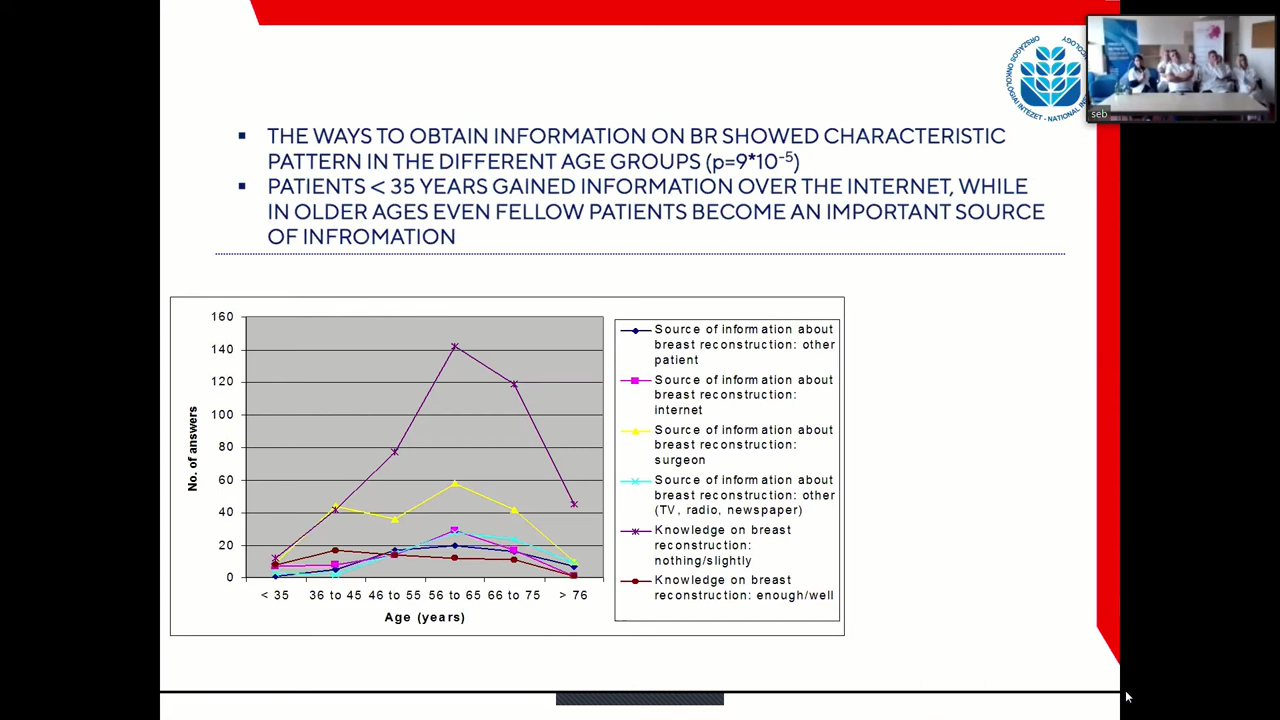 ORSZÁGOS ONKOLÓGIAI INTÉZET - NATIONAL
seb
THE WAYS TO OBTAIN INFORMATION ON BR SHOWED CHARACTERISTIC
PATTERN IN THE DIFFERENT AGE GROUPS (p=9*10⁻⁵)
PATIENTS < 35 YEARS GAINED INFORMATION OVER THE INTERNET, WHILE
IN OLDER AGES EVEN FELLOW PATIENTS BECOME AN IMPORTANT SOURCE
OF INFROMATION
160
140
120
100
80
60
40
20
0
No. of answers
< 35 36 to 45 46 to 55 56 to 65 66 to 75 > 76
Age (years)
Source of information about
breast reconstruction: other
patient
Source of information about
breast reconstruction:
internet
Source of information about
breast reconstruction:
surgeon
Source of information about
breast reconstruction: other
(TV, radio, newspaper)
Knowledge on breast
reconstruction:
nothing/slightly
Knowledge on breast
reconstruction: enough/well